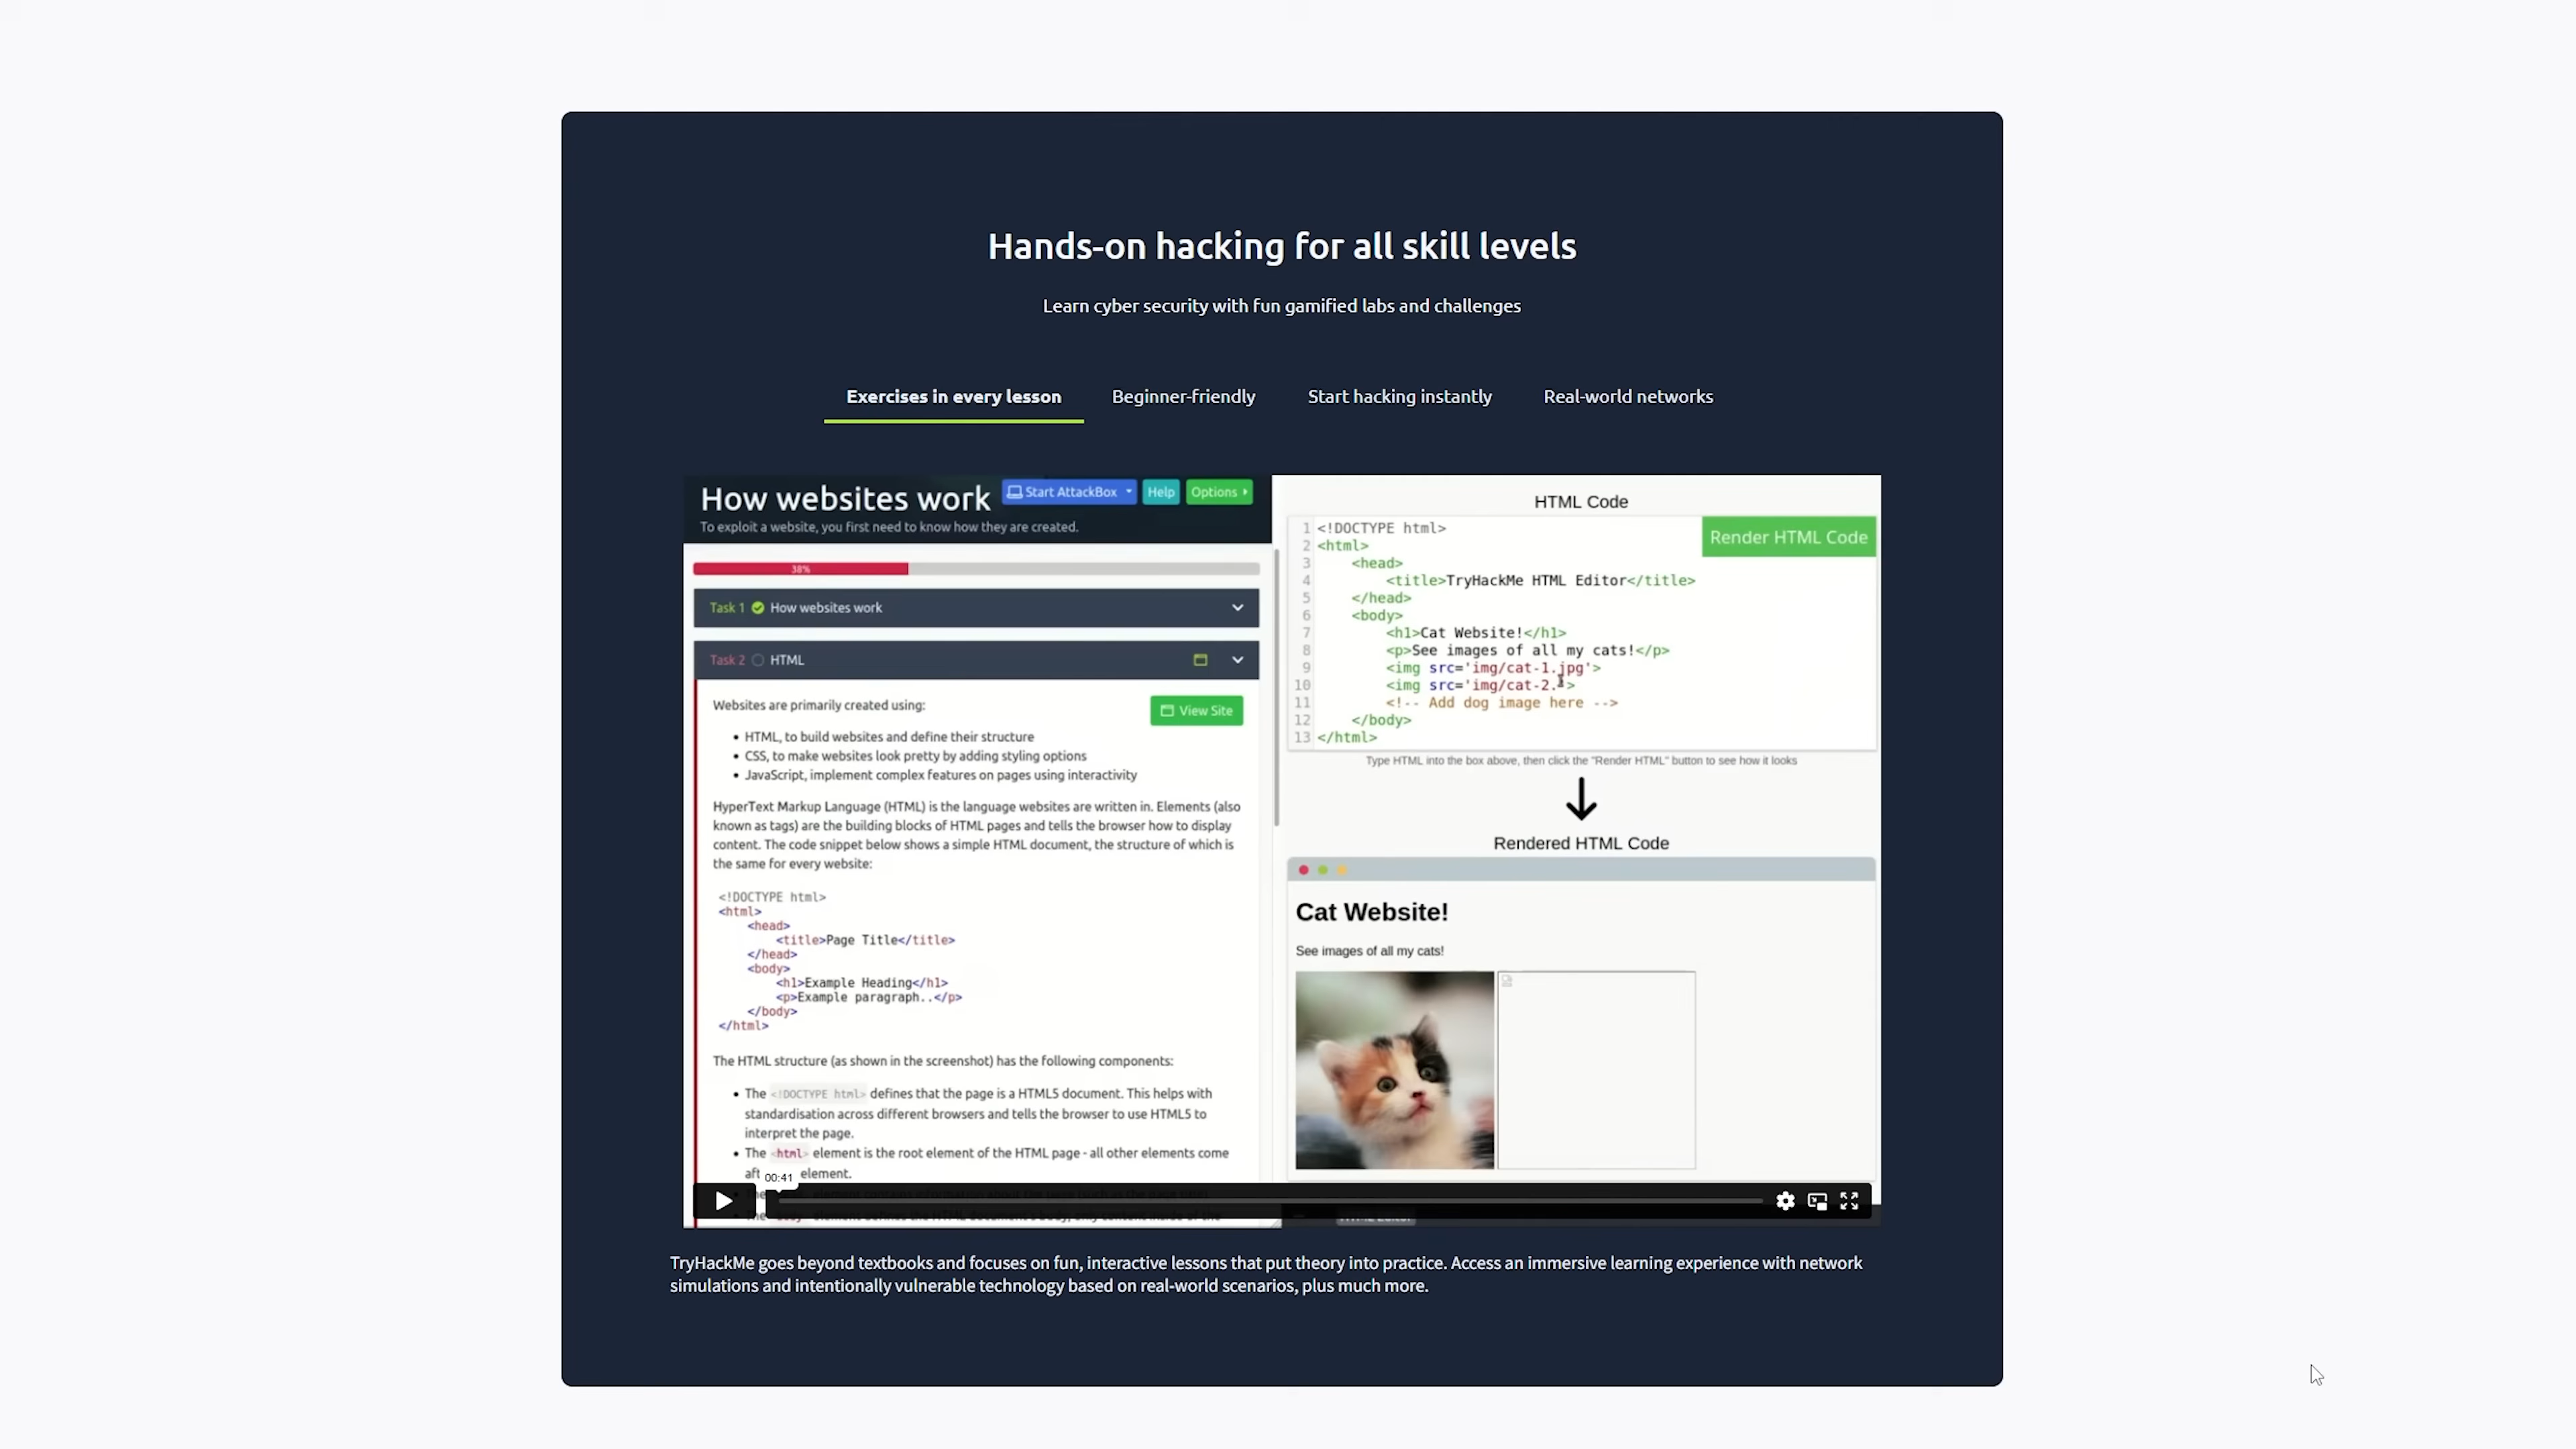 Hands-on hacking for all skill levels
Learn cyber security with fun gamified labs and challenges
Exercises in every lesson
Beginner-friendly
Start hacking instantly
Real-world networks
How websites work
Start AttackBox
Help
Options
To exploit a website, you first need to know how they are created.
38%
Task 1 How websites work
Task 2 HTML
Websites are primarily created using:
View Site
• HTML, to build websites and define their structure
• CSS, to make websites look pretty by adding styling options
• JavaScript, implement complex features on pages using interactivity
HyperText Markup Language (HTML) is the language websites are written in. Elements (also
known as tags) are the building blocks of HTML pages and tells the browser how to display
content. The code snippet below shows a simple HTML document, the structure of which is
the same for every website:
<!DOCTYPE html>
<html>
<head>
<title>Page Title</title>
</head>
<body>
<h1>Example Heading</h1>
<p>Example paragraph..</p>
</body>
</html>
The HTML structure (as shown in the screenshot) has the following components:
• The <!DOCTYPE html> defines that the page is a HTML5 document. This helps with
standardisation across different browsers and tells the browser to use HTML5 to
interpret the page.
• The <html> element is the root element of the HTML page - all other elements come
aft element.
00:41
HTML Code
Render HTML Code
1 <!DOCTYPE html>
2 <html>
3 <head>
4 <title>TryHackMe HTML Editor</title>
5 </head>
6 <body>
7 <h1>Cat Website!</h1>
8 <p>See images of all my cats!</p>
9 <img src='img/cat-1.jpg'>
10 <img src='img/cat-2.'>
11 <!-- Add dog image here -->
12 </body>
13 </html>
Type HTML into the box above, then click the "Render HTML" button to see how it looks
Rendered HTML Code
Cat Website!
See images of all my cats!
TryHackMe goes beyond textbooks and focuses on fun, interactive lessons that put theory into practice. Access an immersive learning experience with network
simulations and intentionally vulnerable technology based on real-world scenarios, plus much more.